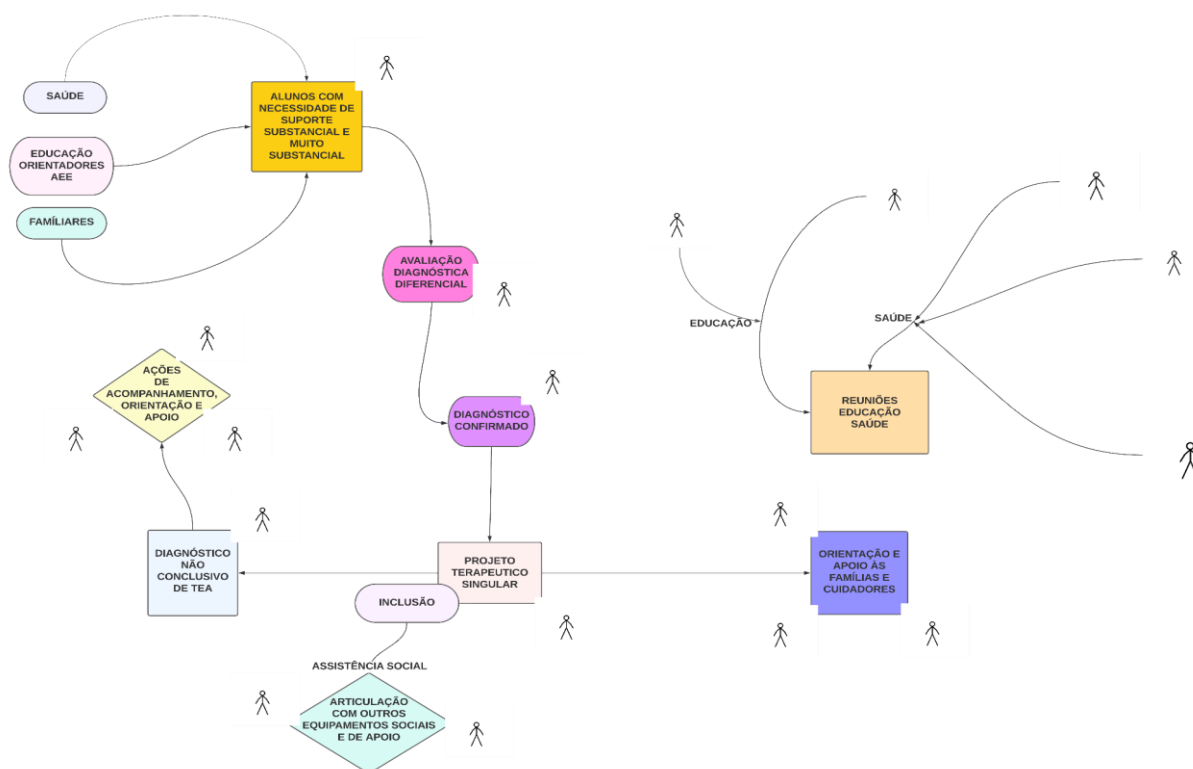 SAÚDE
EDUCAÇÃO
ORIENTADORES
AEE
FAMÍLIARES
ALUNOS COM
NECESSIDADE DE
SUPORTE
SUBSTANCIAL E
MUITO
SUBSTANCIAL
AVALIAÇÃO
DIAGNÓSTICA
DIFERENCIAL
EDUCAÇÃO
SAÚDE
REUNIÕES
EDUCAÇÃO
SAÚDE
AÇÕES
DE
ACOMPANHAMENTO,
ORIENTAÇÃO E
APOIO
DIAGNÓSTICO
CONFIRMADO
DIAGNÓSTICO
NÃO
CONCLUSIVO
DE TEA
PROJETO
TERAPEUTICO
SINGULAR
ORIENTAÇÃO E
APOIO ÀS
FAMÍLIAS E
CUIDADORES
INCLUSÃO
ASSISTÊNCIA SOCIAL
ARTICULAÇÃO
COM OUTROS
EQUIPAMENTOS SOCIAIS
E DE APOIO